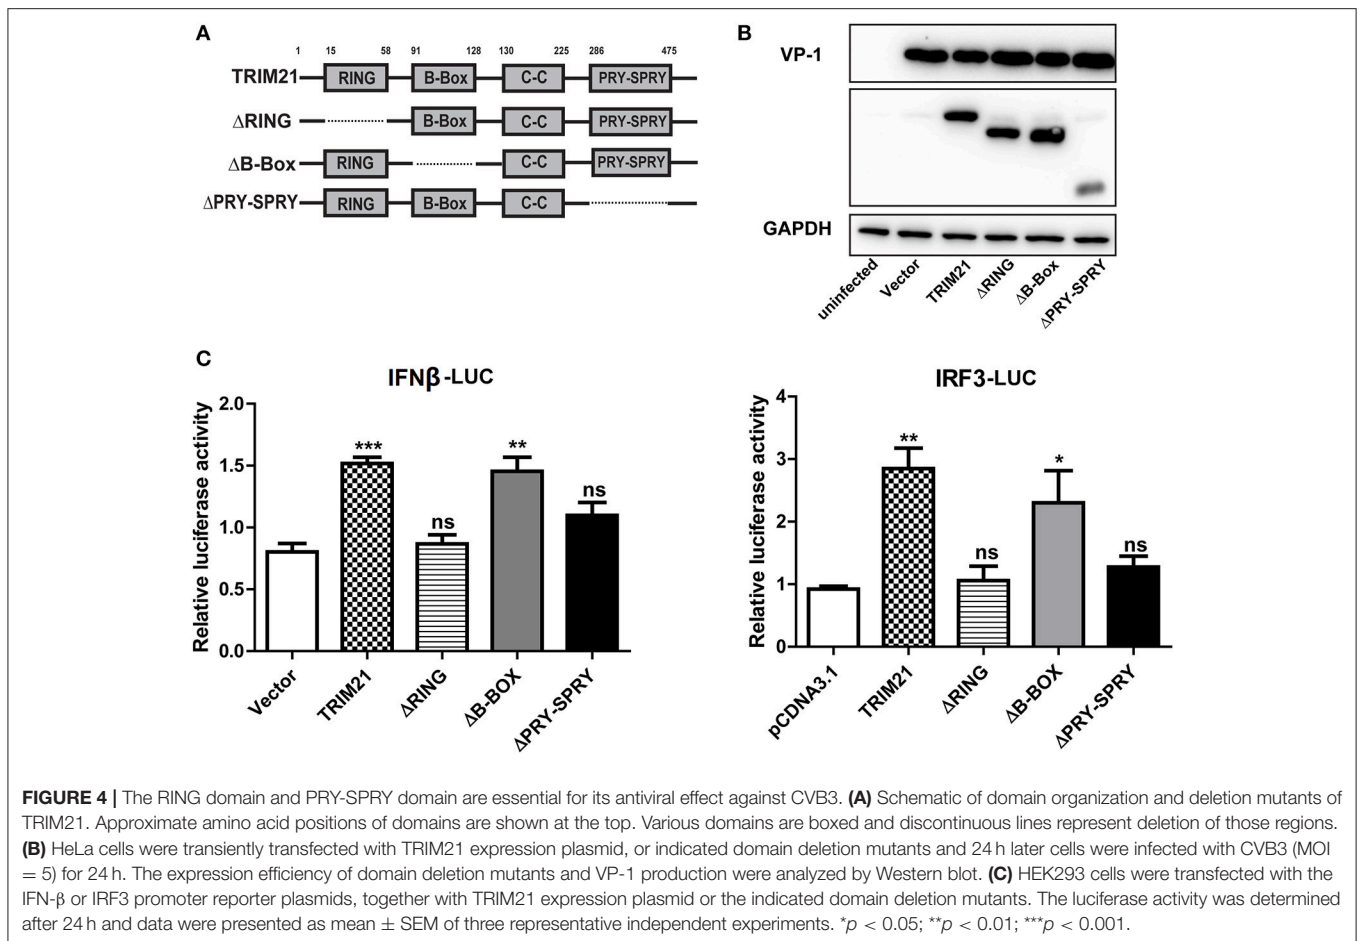 A
1 15 58 91 128 130 225 286 475
TRIM21 RING B-Box C-C PRY-SPRY
ΔRING B-Box C-C PRY-SPRY
ΔB-Box RING C-C PRY-SPRY
ΔPRY-SPRY RING B-Box C-C
B
VP-1
GAPDH
uninfected Vector TRIM21 ΔRING ΔB-Box ΔPRY-SPRY
C
IFNβ-LUC
Relative luciferase activity
2.0
1.5
1.0
0.5
0.0
*** ns ** ns
Vector TRIM21 ΔRING ΔB-BOX ΔPRY-SPRY
IRF3-LUC
Relative luciferase activity
4
3
2
1
0
** ns * ns
pCDNA3.1 TRIM21 ΔRING ΔB-BOX ΔPRY-SPRY
FIGURE 4 | The RING domain and PRY-SPRY domain are essential for its antiviral effect against CVB3. (A) Schematic of domain organization and deletion mutants of
TRIM21. Approximate amino acid positions of domains are shown at the top. Various domains are boxed and discontinuous lines represent deletion of those regions.
(B) HeLa cells were transiently transfected with TRIM21 expression plasmid, or indicated domain deletion mutants and 24 h later cells were infected with CVB3 (MOI
= 5) for 24 h. The expression efficiency of domain deletion mutants and VP-1 production were analyzed by Western blot. (C) HEK293 cells were transfected with the
IFN-β or IRF3 promoter reporter plasmids, together with TRIM21 expression plasmid or the indicated domain deletion mutants. The luciferase activity was determined
after 24 h and data were presented as mean ± SEM of three representative independent experiments. *p < 0.05; **p < 0.01; ***p < 0.001.